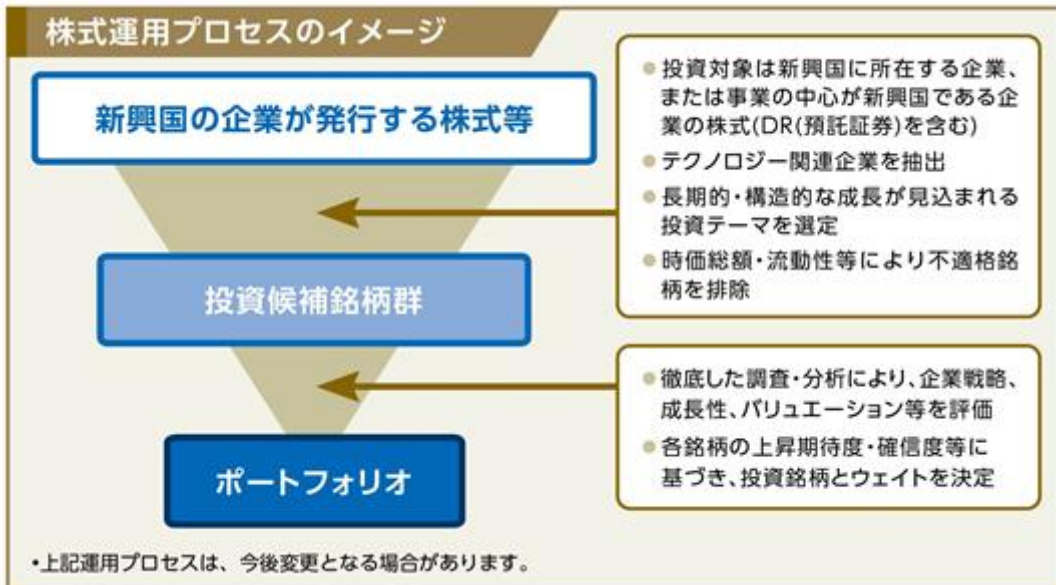 株式運用プロセスのイメージ
新興国の企業が発行する株式等
●投資対象は新興国に所在する企業、
または事業の中心が新興国である企
業の株式(DR(預託証券)を含む)
●テクノロジー関連企業を抽出
●長期的・構造的な成長が見込まれる
投資テーマを選定
●時価総額・流動性等により不適格銘
柄を排除
投資候補銘柄群
●徹底した調査・分析により、企業戦略、
成長性、バリュエーション等を評価
●各銘柄の上昇期待度・確信度等に
基づき、投資銘柄とウェイトを決定
ポートフォリオ
・上記運用プロセスは、今後変更となる場合があります。